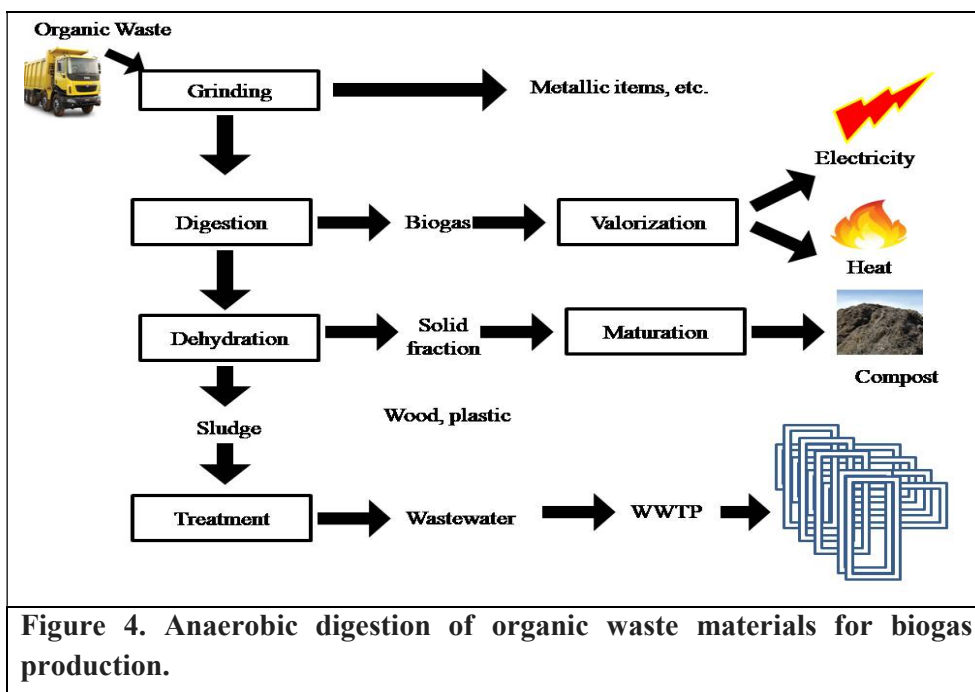 Organic Waste
Grinding
Metallic items, etc.
Electricity
Digestion
Biogas
Valorization
Heat
Dehydration
Solid
fraction
Maturation
Compost
Sludge
Wood, plastic
Treatment
Wastewater
WWTP
Figure 4. Anaerobic digestion of organic waste materials for biogas
production.